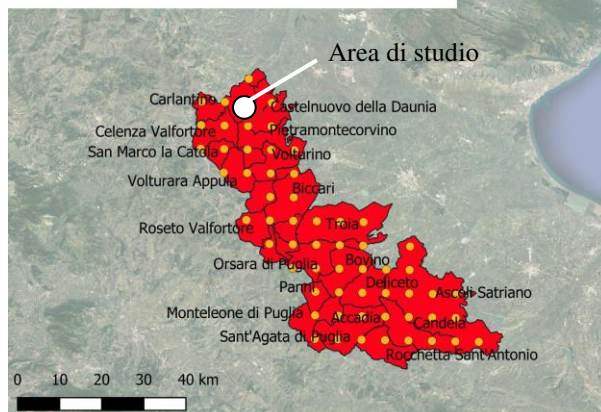 Area di studio
Carlantino
Castelnuovo della Daunia
Celenza Valfortore
Pietramontecorvino
San Marco la Catola
Volturino
Volturara Appula
Biccari
Roseto Valfortore
Troia
Orsara di Puglia
Bovino
Panni
Deliceto
Ascoli Satriano
Monteleone di Puglia
Accadia
Candela
Sant'Agata di Puglia
Rocchetta Sant'Antonio
0 10 20 30 40 km